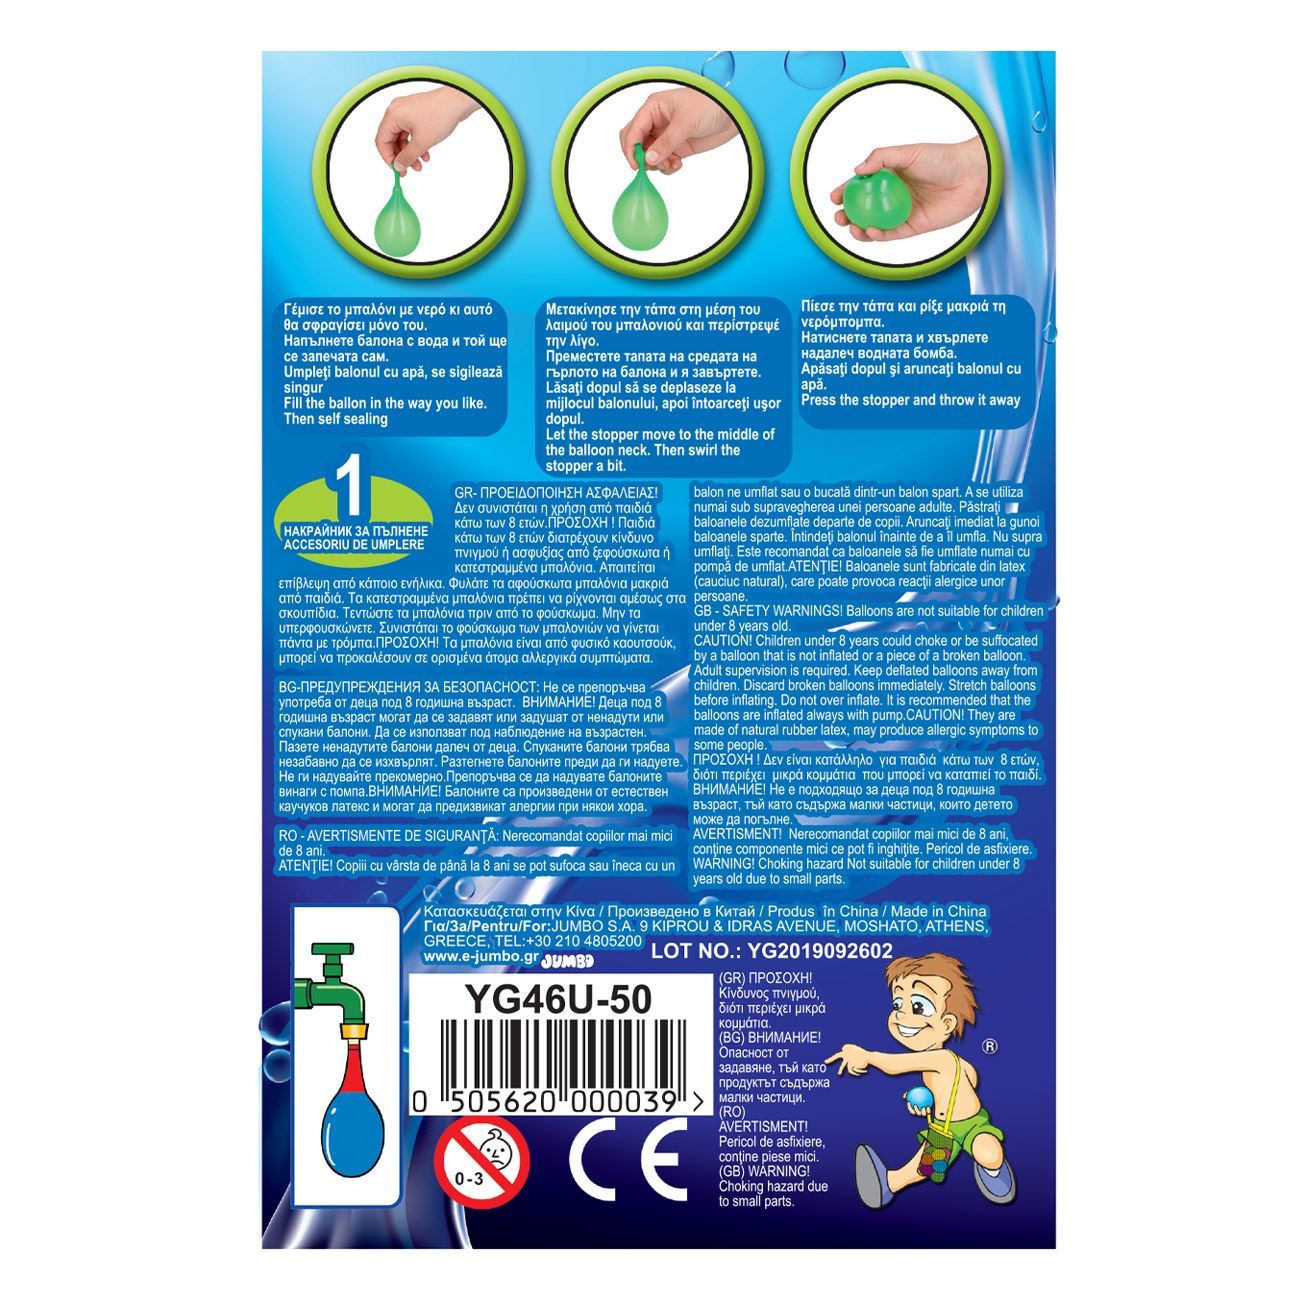 Γέμισε το μπαλόνι με νερό κι αυτό
θα σφραγίσει μόνο του.
Напълнете балона с вода и той ще
се запечата сам.
Umpleţi balonul cu apă, se sigilează
singur
Fill the ballon in the way you like.
Then self sealing
Μετακίνησε την τάπα στη μέση του
λαιμού του μπαλονιού και περίστρεψέ
την λίγο.
Преместете тапата на средата на
гърлото на балона и я завъртете.
Lăsaţi dopul să se deplaseze la
mijlocul balonului, apoi întoarceţi uşor
dopul.
Let the stopper move to the middle of
the balloon neck. Then swirl the
stopper a bit.
Πίεσε την τάπα και ρίξε μακριά τη
νερόμπομπα.
Натиснете тапата и хвърлете
надалеч водната бомба.
Apăsaţi dopul şi aruncaţi balonul cu
apă.
Press the stopper and throw it away
1
НАКРАЙНИК ЗА ПЪЛНЕНЕ
ACCESORIU DE UMPLERE
GR- ΠΡΟΕΙΔΟΠΟΙΗΣΗ ΑΣΦΑΛΕΙΑΣ!
Δεν συνιστάται η χρήση από παιδιά
κάτω των 8 ετών.ΠΡΟΣΟΧΗ ! Παιδιά
κάτω των 8 ετών διατρέχουν κίνδυνο
πνιγμού ή ασφυξίας από ξεφούσκωτα ή
κατεστραμμένα μπαλόνια. Απαιτείται
επίβλεψη από κάποιο ενήλικα. Φυλάτε τα αφούσκωτα μπαλόνια μακριά
από παιδιά. Τα κατεστραμμένα μπαλόνια πρέπει να ρίχνονται αμέσως στα
σκουπίδια. Τεντώστε τα μπαλόνια πριν από το φούσκωμα. Μην τα
υπερφουσκώνετε. Συνιστάται το φούσκωμα των μπαλονιών να γίνεται
πάντα με τρόμπα.ΠΡΟΣΟΧΗ! Τα μπαλόνια είναι από φυσικό καουτσούκ,
μπορεί να προκαλέσουν σε ορισμένα άτομα αλλεργικά συμπτώματα.
BG-ПРЕДУПРЕЖДЕНИЯ ЗА БЕЗОПАСНОСТ: Не се препоръчва
употреба от деца под 8 годишна възраст. ВНИМАНИЕ! Деца под 8
годишна възраст могат да се задавят или задушат от ненадути или
спукани балони. Да се използват под наблюдение на възрастен.
Пазете ненадутите балони далеч от деца. Спуканите балони трябва
незабавно да се изхвърлят. Разтегнете балоните преди да ги надуете.
Не ги надувайте прекомерно.Препоръчва се да надувате балоните
винаги с помпа.ВНИМАНИЕ! Балоните са произведени от естествен
каучуков латекс и могат да предизвикат алергии при някои хора.
RO - AVERTISMENTE DE SIGURANŢĂ: Nerecomandat copiilor mai mici
de 8 ani.
ATENŢIE! Copiii cu vârsta de până la 8 ani se pot sufoca sau îneca cu un
balon ne umflat sau o bucată dintr-un balon spart. A se utiliza
numai sub supravegherea unei persoane adulte. Păstraţi
baloanele dezumflate departe de copii. Aruncaţi imediat la gunoi
baloanele sparte. Întindeţi balonul înainte de a îl umfla. Nu supra
umflaţi. Este recomandat ca baloanele să fie umflate numai cu
pompă de umflat.ATENŢIE! Baloanele sunt fabricate din latex
(cauciuc natural), care poate provoca reacţii alergice unor
persoane.
GB - SAFETY WARNINGS! Balloons are not suitable for children
under 8 years old.
CAUTION! Children under 8 years could choke or be suffocated
by a balloon that is not inflated or a piece of a broken balloon.
Adult supervision is required. Keep deflated balloons away from
children. Discard broken balloons immediately. Stretch balloons
before inflating. Do not over inflate. It is recommended that the
balloons are inflated always with pump.CAUTION! They are
made of natural rubber latex, may produce allergic symptoms to
some people.
ΠΡΟΣΟΧΗ ! Δεν είναι κατάλληλο για παιδιά κάτω των 8 ετών,
διότι περιέχει μικρά κομμάτια που μπορεί να καταπιεί το παιδί.
ВНИМАНИЕ! Не е подходящо за деца под 8 годишна
възраст, тъй като съдържа малки частици, които детето
може да погълне.
AVERTISMENT! Nerecomandat copiilor mai mici de 8 ani,
conţine componente mici ce pot fi inghiţite. Pericol de asfixiere.
WARNING! Choking hazard Not suitable for children under 8
years old due to small parts.
Κατασκευάζεται στην Κίνα / Произведено в Китай / Produs în China / Made in China
Για/За/Pentru/For:JUMBO S.A. 9 KIPROU & IDRAS AVENUE, MOSHATO, ATHENS,
GREECE, TEL:+30 210 4805200
www.e-jumbo.gr JUMBO LOT NO.: YG2019092602
YG46U-50
0 505620 000039 >
0-3
CE
(GR) ΠΡΟΣΟΧΗ!
Κίνδυνος πνιγμού,
διότι περιέχει μικρά
κομμάτια.
(BG) ВНИМАНИЕ!
Опасност от
задавяне, тъй като
продуктът съдържа
малки частици.
(RO)
AVERTISMENT!
Pericol de asfixiere,
conţine piese mici.
(GB) WARNING!
Choking hazard due
to small parts.
®